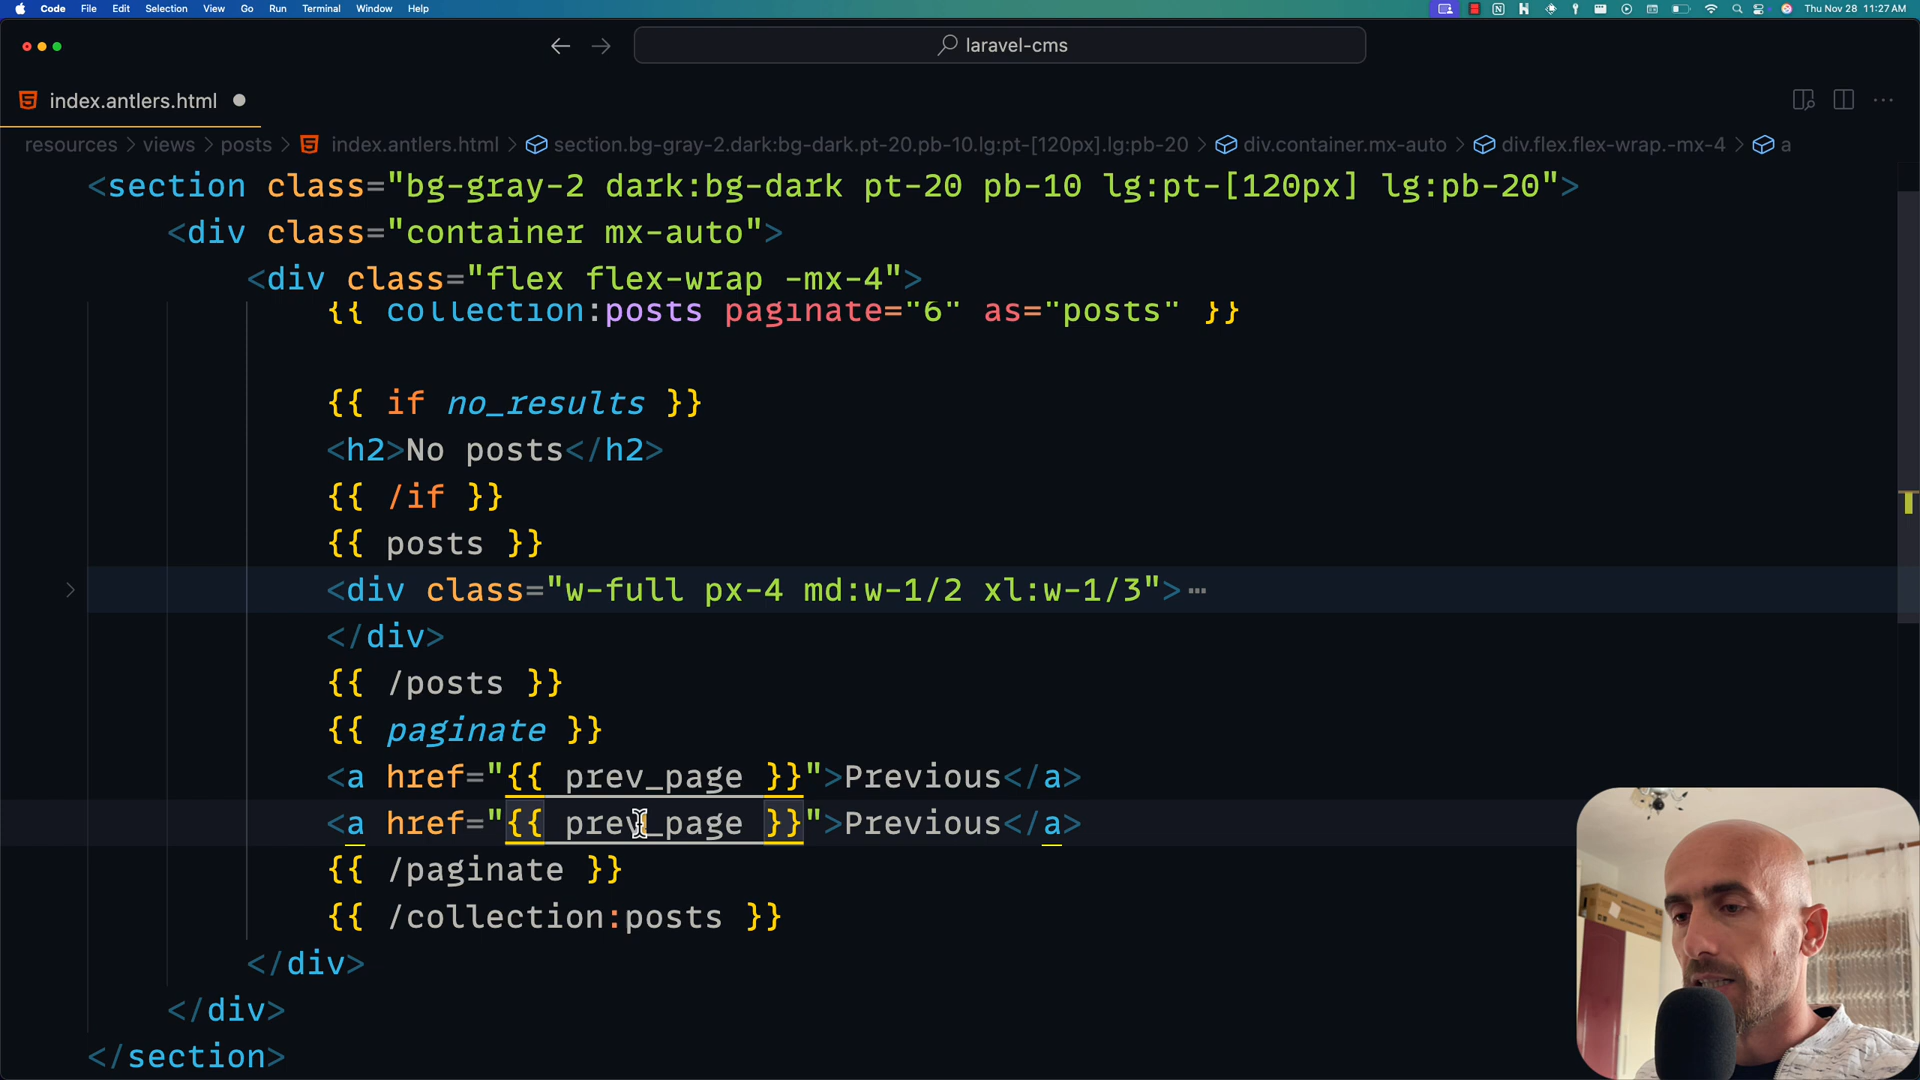 Code File Edit Selection View Go Run Terminal Window Help Thu Nov 28 11:27 AM
laravel-cms
index.antlers.html
resources > views > posts > index.antlers.html > section.bg-gray-2.dark:bg-dark.pt-20.pb-10.lg:pt-[120px].lg:pb-20 > div.container.mx-auto > div.flex.flex-wrap.-mx-4 > a
<section class="bg-gray-2 dark:bg-dark pt-20 pb-10 lg:pt-[120px] lg:pb-20">
<div class="container mx-auto">
<div class="flex flex-wrap -mx-4">
{{ collection:posts paginate="6" as="posts" }}
{{ if no_results }}
<h2>No posts</h2>
{{ /if }}
{{ posts }}
<div class="w-full px-4 md:w-1/2 xl:w-1/3">…
</div>
{{ /posts }}
{{ paginate }}
<a href="{{ prev_page }}">Previous</a>
<a href="{{ prev_page }}">Previous</a>
{{ /paginate }}
{{ /collection:posts }}
</div>
</div>
</section>